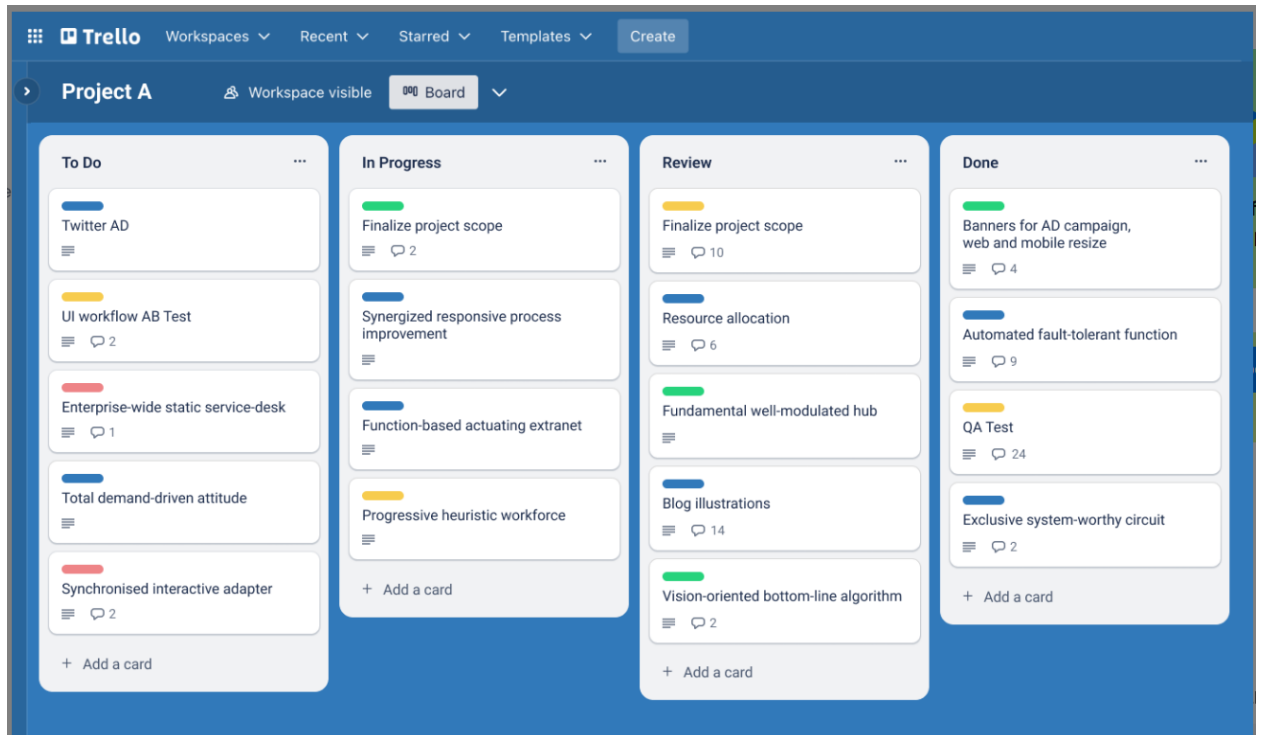 Trello Workspaces Recent Starred Templates Create
Project A Workspace visible Board
To Do
Twitter AD
UI workflow AB Test
2
Enterprise-wide static service-desk
1
Total demand-driven attitude
Synchronised interactive adapter
2
+ Add a card
In Progress
Finalize project scope
2
Synergized responsive process
improvement
Function-based actuating extranet
Progressive heuristic workforce
+ Add a card
Review
Finalize project scope
10
Resource allocation
6
Fundamental well-modulated hub
Blog illustrations
14
Vision-oriented bottom-line algorithm
2
+ Add a card
Done
Banners for AD campaign,
web and mobile resize
4
Automated fault-tolerant function
9
QA Test
24
Exclusive system-worthy circuit
2
+ Add a card